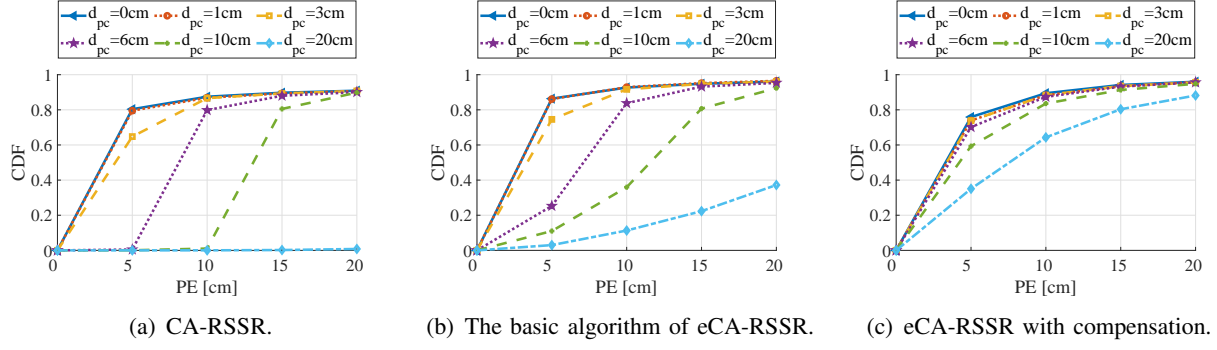 d_pc=0cm d_pc=1cm d_pc=3cm
d_pc=6cm d_pc=10cm d_pc=20cm
1
0.8
0.6
0.4
0.2
0
CDF
0 5 10 15 20
PE [cm]
(a) CA-RSSR.
d_pc=0cm d_pc=1cm d_pc=3cm
d_pc=6cm d_pc=10cm d_pc=20cm
1
0.8
0.6
0.4
0.2
0
CDF
0 5 10 15 20
PE [cm]
(b) The basic algorithm of eCA-RSSR.
d_pc=0cm d_pc=1cm d_pc=3cm
d_pc=6cm d_pc=10cm d_pc=20cm
1
0.8
0.6
0.4
0.2
0
CDF
0 5 10 15 20
PE [cm]
(c) eCA-RSSR with compensation.